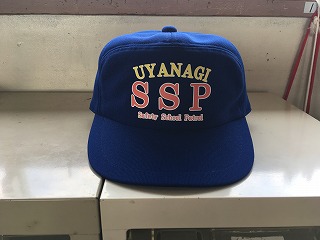 UYANAGI
SSP
Safety School Patrol